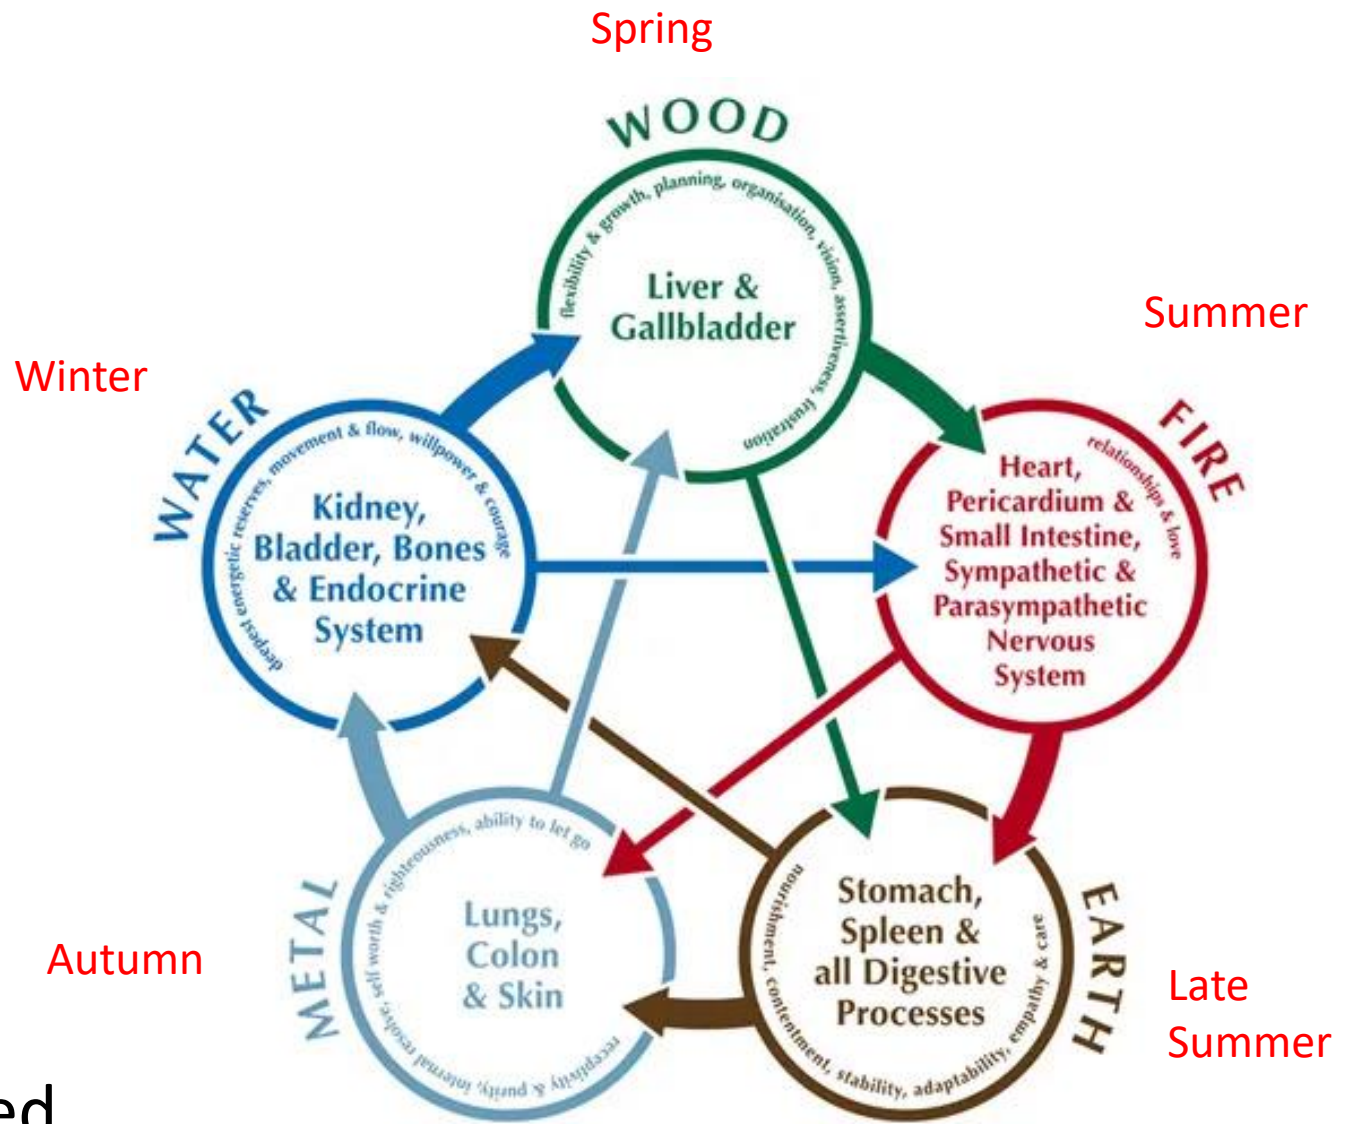 Spring
WOOD
flexibility & growth, planning, organisation, vision, assertiveness, frustration
Liver &
Gallbladder
Summer
FIRE
relationships & love
Heart,
Pericardium &
Small Intestine,
Sympathetic &
Parasympathetic
Nervous
System
Winter
WATER
deepest energetic reserves, movement & flow, willpower & courage
Kidney,
Bladder, Bones
& Endocrine
System
Autumn
METAL
receptivity & purity, internal resolve, self worth & righteousness, ability to let go
Lungs,
Colon
& Skin
Late
Summer
EARTH
nourishment, contentment, stability, adaptability, empathy & care
Stomach,
Spleen &
all Digestive
Processes
ed